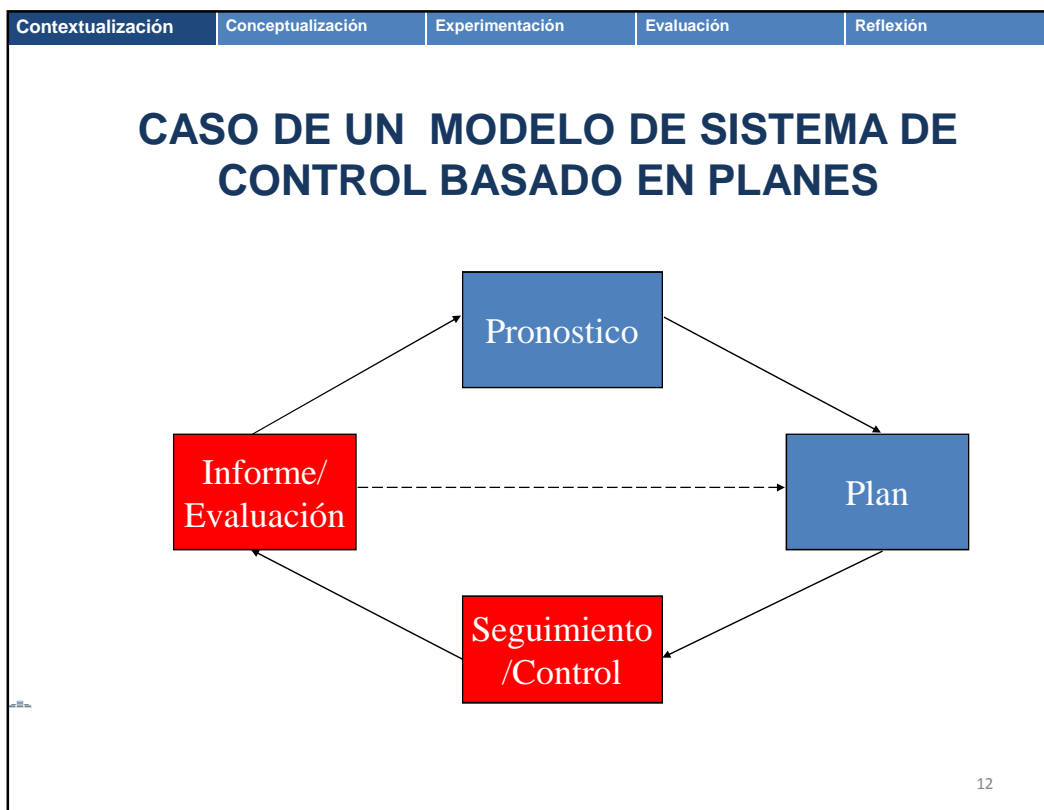 Contextualización
Conceptualización
Experimentación
Evaluación
Reflexión
CASO DE UN MODELO DE SISTEMA DE
CONTROL BASADO EN PLANES
Pronostico
Informe/
Evaluación
Plan
Seguimiento
/Control
12